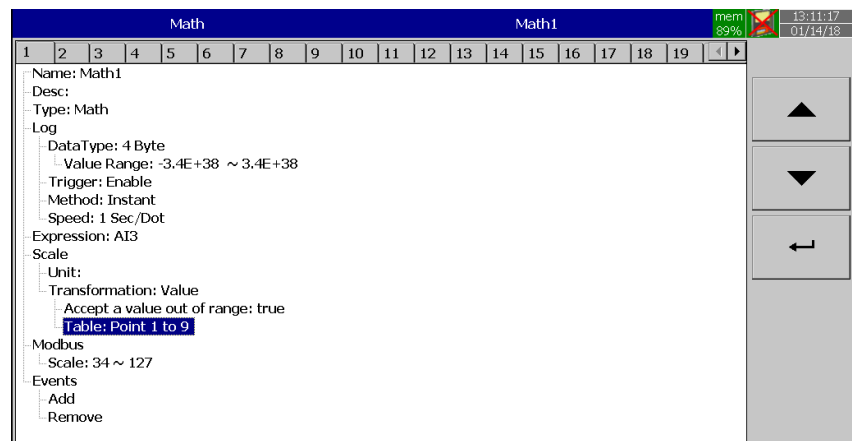 Math Math1 mem 89% 13:11:17 01/14/18
1 2 3 4 5 6 7 8 9 10 11 12 13 14 15 16 17 18 19
Name: Math1
Desc:
Type: Math
Log
DataType: 4 Byte
Value Range: -3.4E+38 ~ 3.4E+38
Trigger: Enable
Method: Instant
Speed: 1 Sec/Dot
Expression: AI3
Scale
Unit:
Transformation: Value
Accept a value out of range: true
Table: Point 1 to 9
Modbus
Scale: 34 ~ 127
Events
Add
Remove